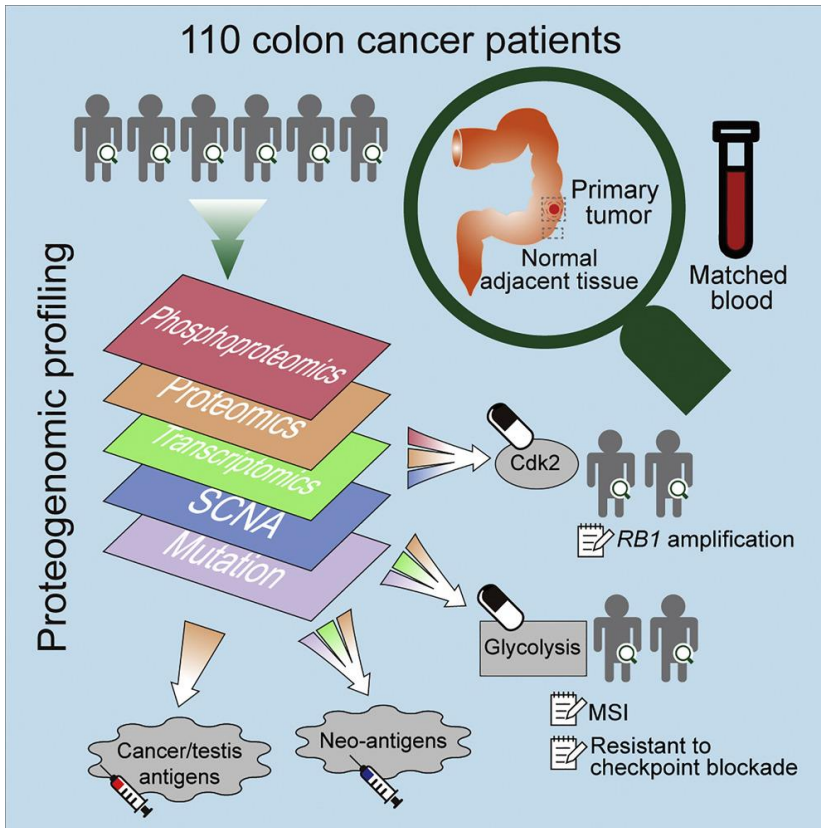 110 colon cancer patients
Primary
tumor
Normal
adjacent tissue
Matched
blood
Proteogenomic profiling
Phosphoproteomics
Proteomics
Transcriptomics
SCNA
Mutation
Cdk2
RB1 amplification
Glycolysis
MSI
Resistant to
checkpoint blockade
Cancer/testis
antigens
Neo-antigens